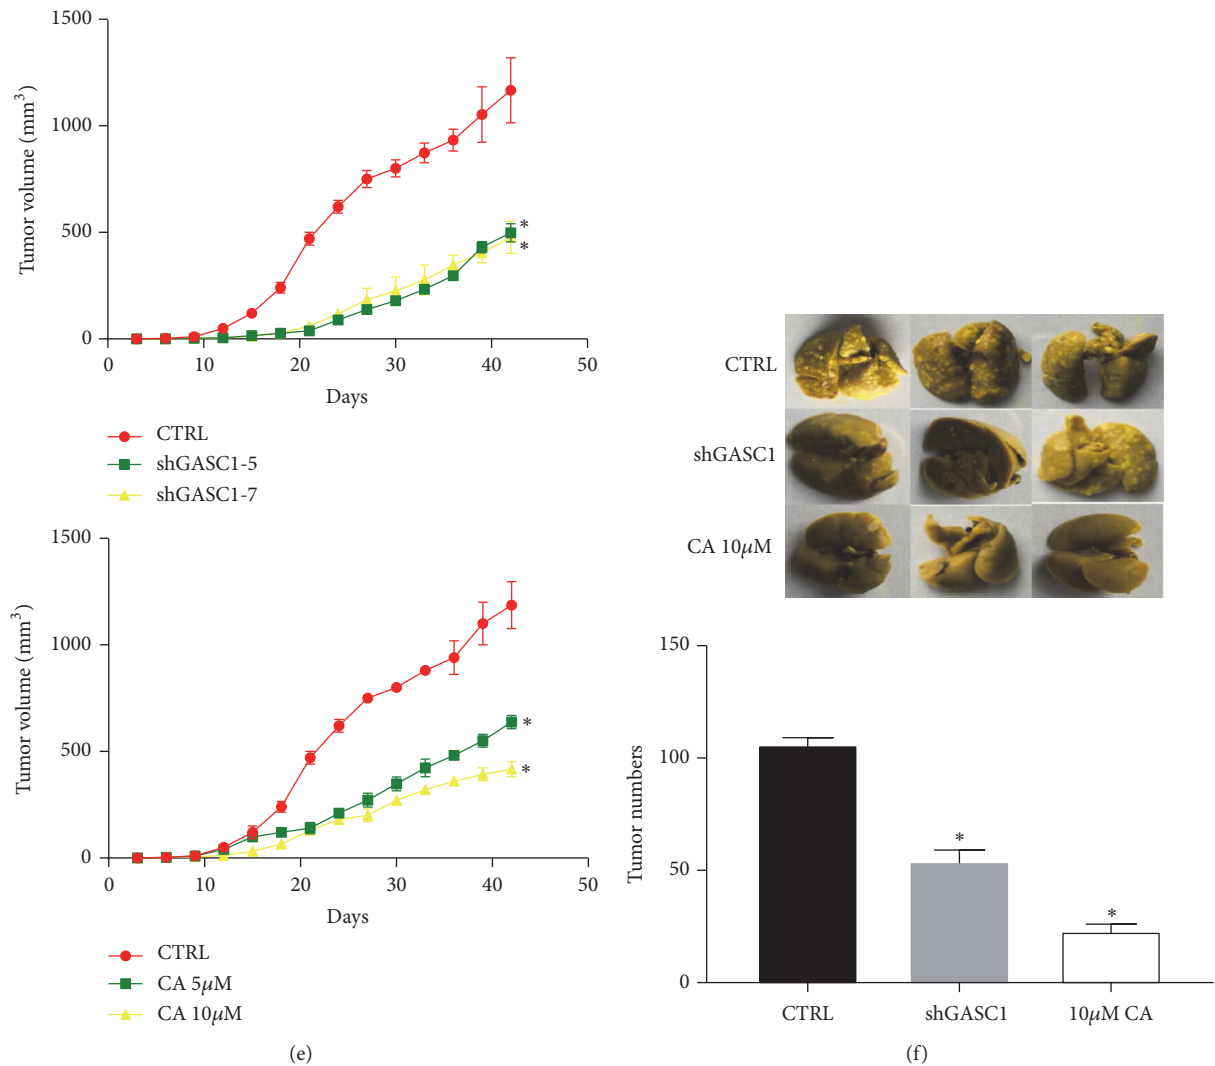 1500
1000
500
0
Tumor volume (mm³)
*
*
0 10 20 30 40 50
Days
CTRL
shGASC1-5
shGASC1-7
1500
1000
500
0
Tumor volume (mm³)
*
*
0 10 20 30 40 50
Days
CTRL
CA 5μM
CA 10μM
(e)
CTRL
shGASC1
CA 10μM
150
100
50
0
Tumor numbers
*
*
CTRL shGASC1 10μM CA
(f)